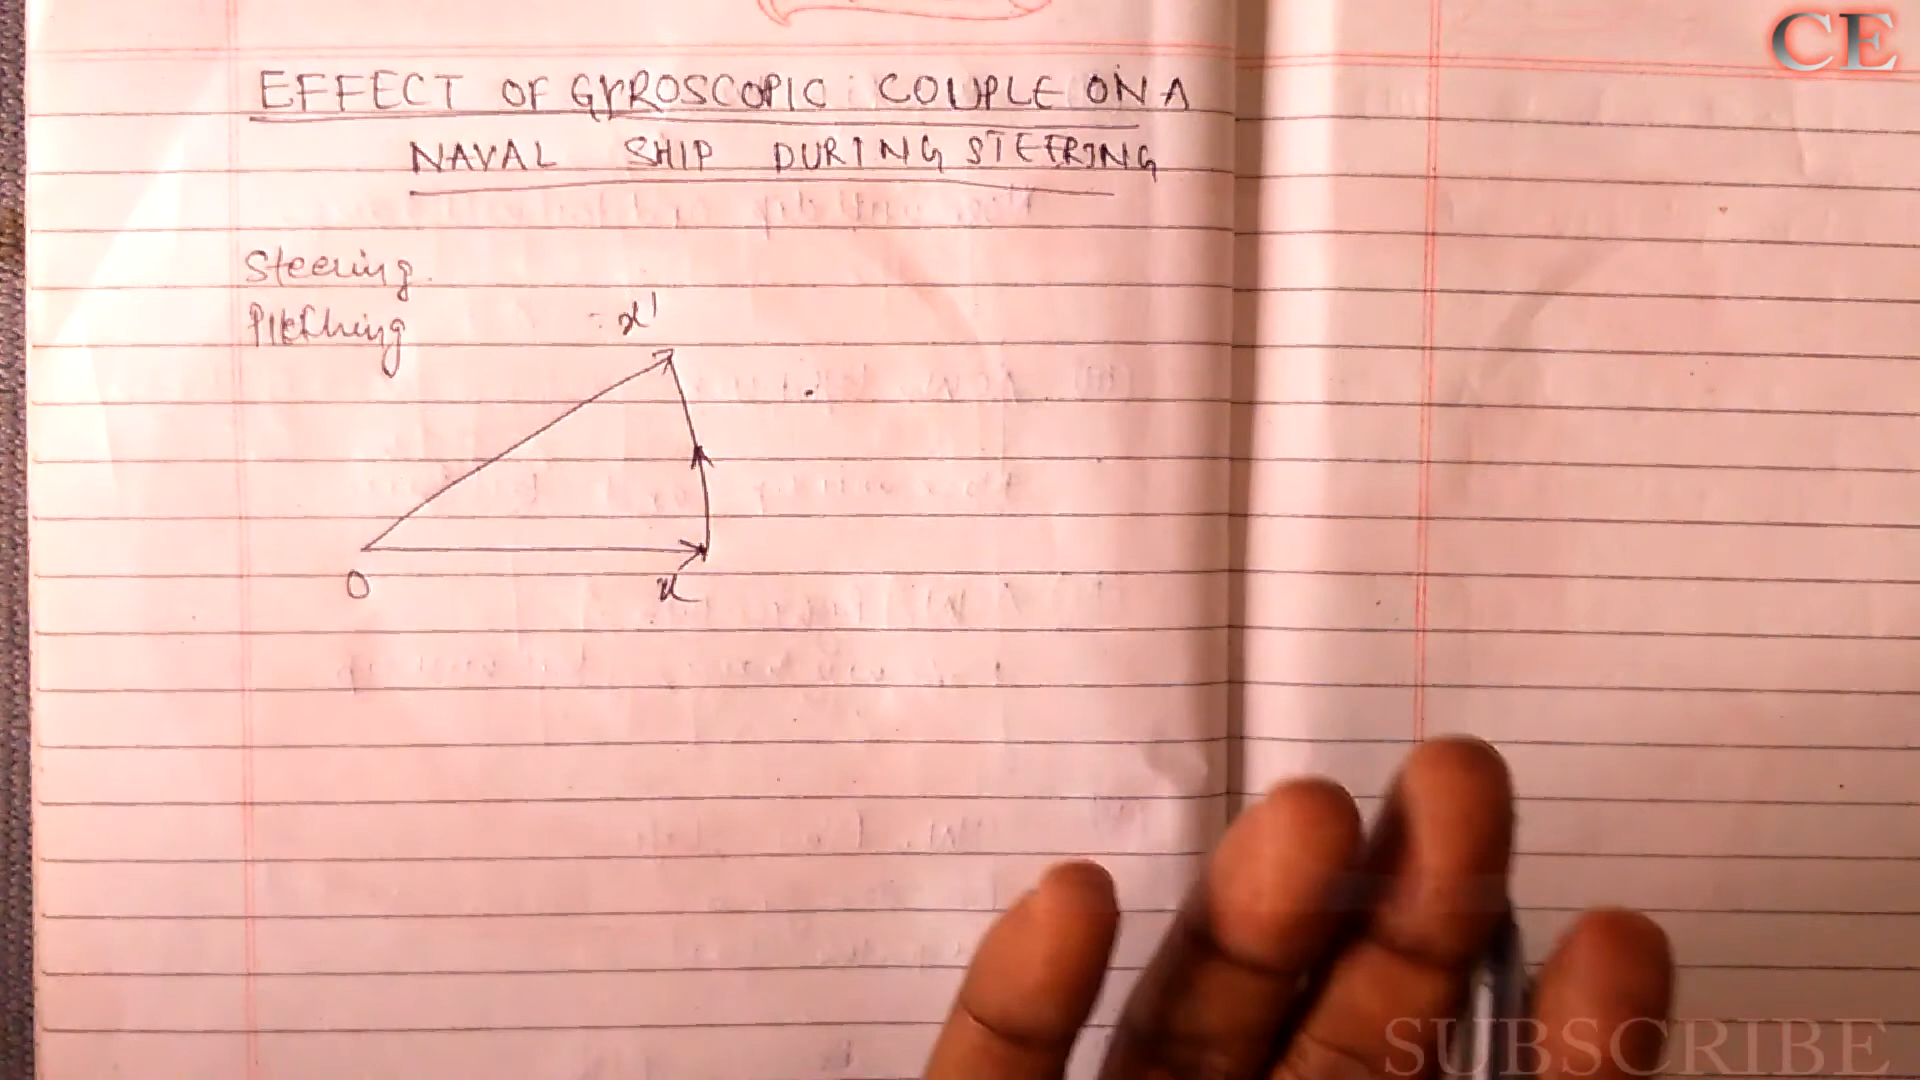 CE
EFFECT OF GYROSCOPIC COUPLE ON A
NAVAL SHIP DURING STEERING
Steering.
Pitching
x'
O
x
SUBSCRIBE